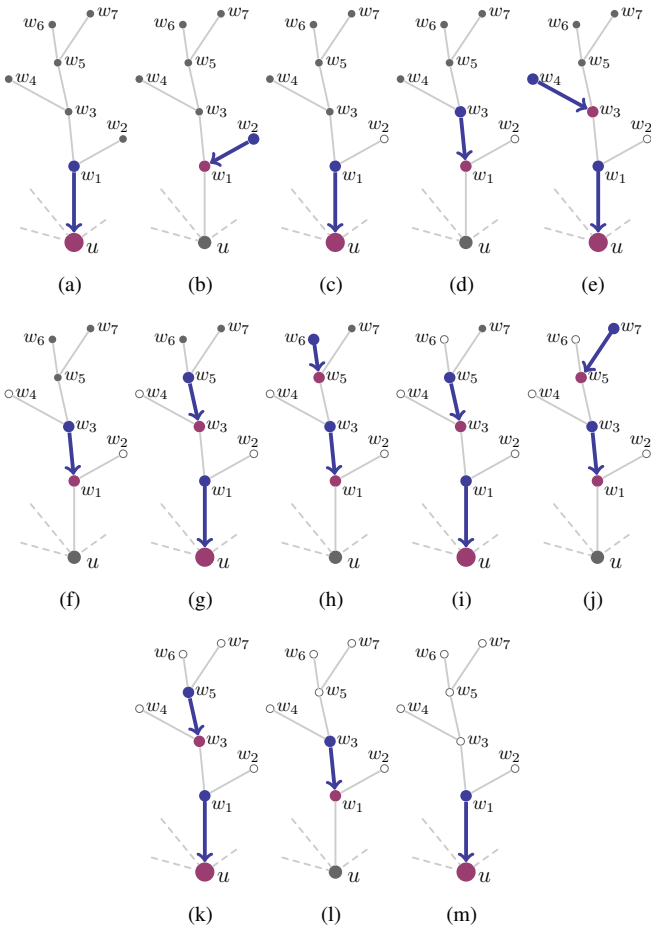 w₆ w₇ w₆ w₇ w₆ w₇ w₆ w₇ w₆ w₇
w₅ w₅ w₅ w₅ w₅
w₄ w₄ w₄ w₄ w₄
w₃ w₃ w₃ w₃ w₃
w₂ w₂ w₂ w₂ w₂
w₁ w₁ w₁ w₁ w₁
u u u u u
(a) (b) (c) (d) (e)
w₆ w₇ w₆ w₇ w₆ w₇ w₆ w₇ w₆ w₇
w₅ w₅ w₅ w₅ w₅
w₄ w₄ w₄ w₄ w₄
w₃ w₃ w₃ w₃ w₃
w₂ w₂ w₂ w₂ w₂
w₁ w₁ w₁ w₁ w₁
u u u u u
(f) (g) (h) (i) (j)
w₆ w₇ w₆ w₇ w₆ w₇
w₅ w₅ w₅
w₄ w₄ w₄
w₃ w₃ w₃
w₂ w₂ w₂
w₁ w₁ w₁
u u u
(k) (l) (m)